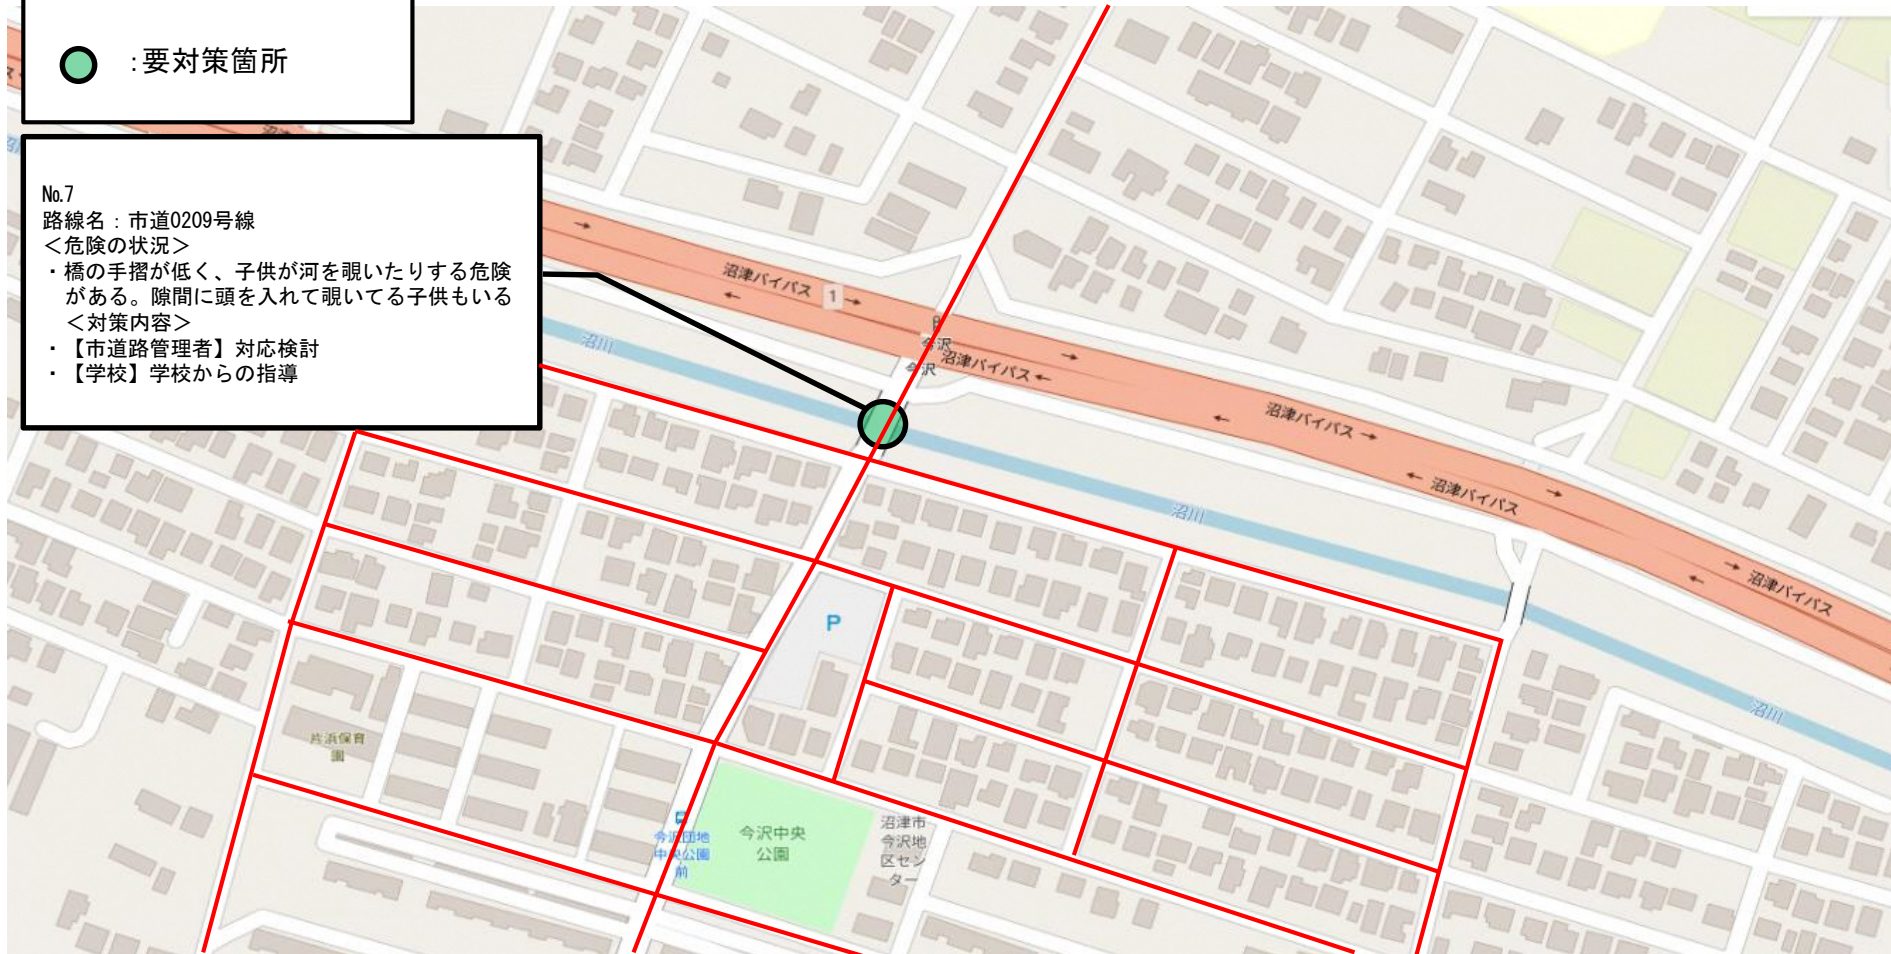 :要対策箇所
No.7
路線名：市道0209号線
＜危険の状況＞
・橋の手摺が低く、子供が河を覗いたりする危険
がある。隙間に頭を入れて覗いてる子供もいる
＜対策内容＞
・【市道路管理者】対応検討
・【学校】学校からの指導
沼津バイパス
1
沼川
今沢
今沢
沼津バイパス
沼津バイパス
沼津バイパス
沼津バイパス
沼川
沼川
P
片浜保育
園
今沢団地
中央公園
前
今沢中央
公園
沼津市
今沢地
区セン
ター